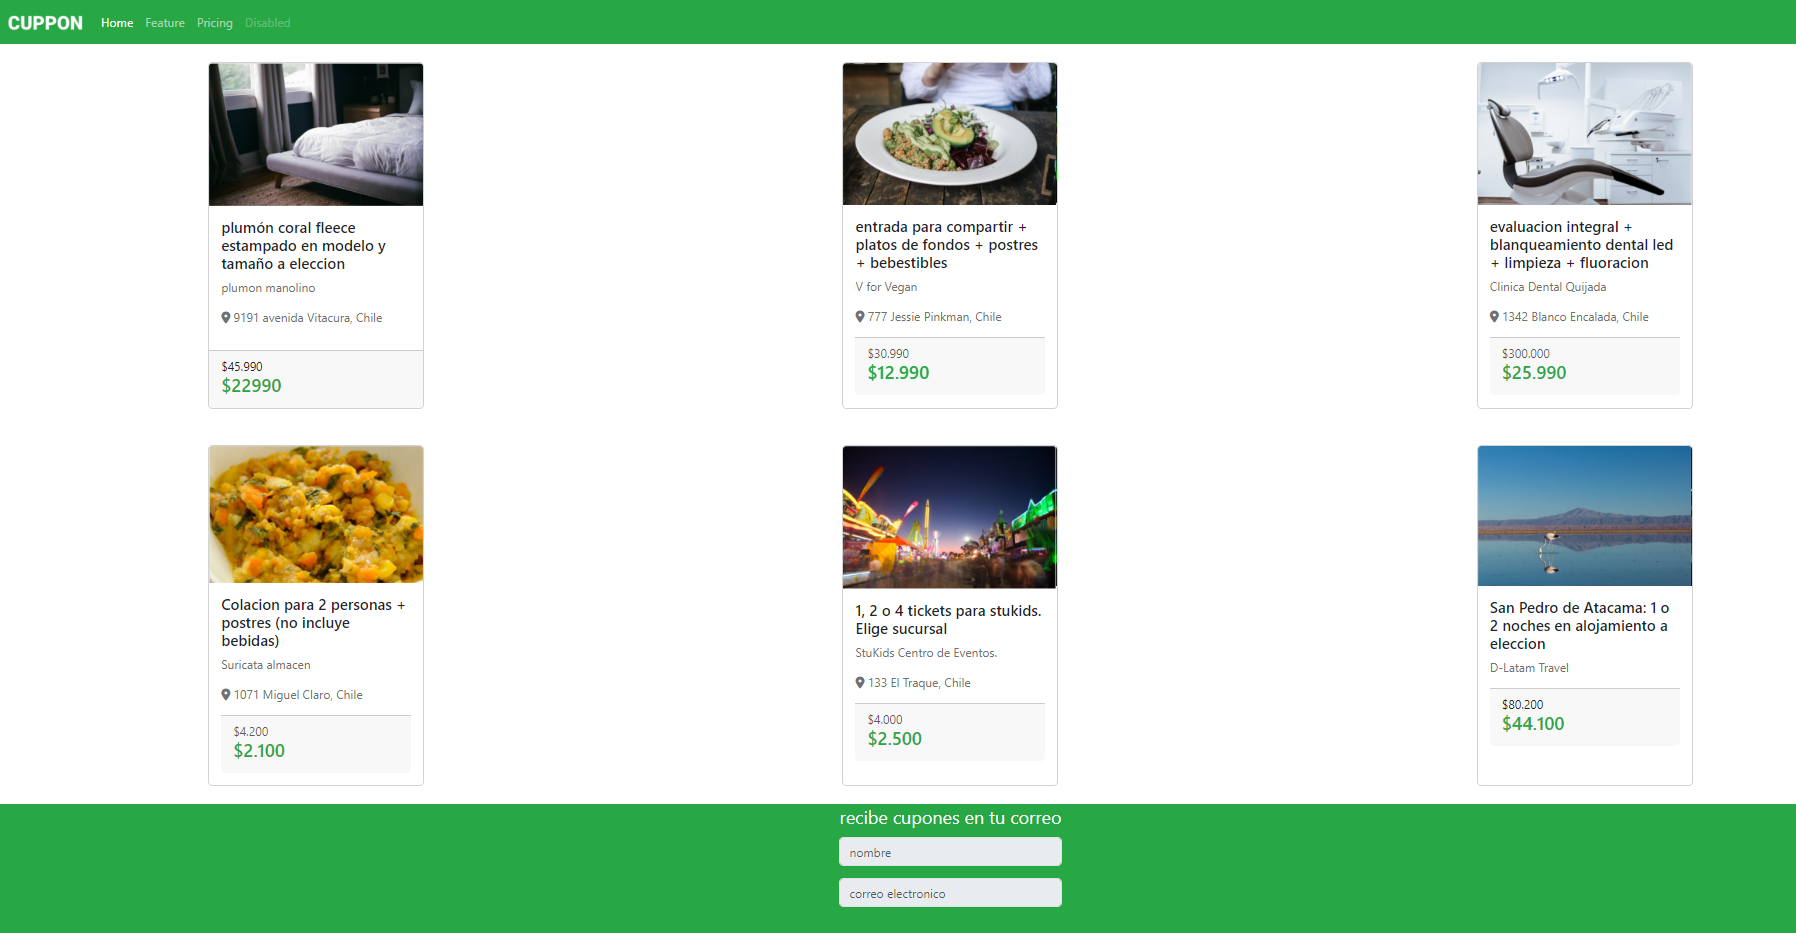 CUPPON Home Feature Pricing Disabled
plumón coral fleece
estampado en modelo y
tamaño a eleccion
plumon manolino
9191 avenida Vitacura, Chile
$45.990
$22990
entrada para compartir +
platos de fondos + postres
+ bebestibles
V for Vegan
777 Jessie Pinkman, Chile
$30.990
$12.990
evaluacion integral +
blanqueamiento dental led
+ limpieza + fluoracion
Clinica Dental Quijada
1342 Blanco Encalada, Chile
$300.000
$25.990
Colacion para 2 personas +
postres (no incluye
bebidas)
Suricata almacen
1071 Miguel Claro, Chile
$4.200
$2.100
1, 2 o 4 tickets para stukids.
Elige sucursal
StuKids Centro de Eventos.
133 El Traque, Chile
$4.000
$2.500
San Pedro de Atacama: 1 o
2 noches en alojamiento a
eleccion
D-Latam Travel
$80.200
$44.100
recibe cupones en tu correo
nombre
correo electronico